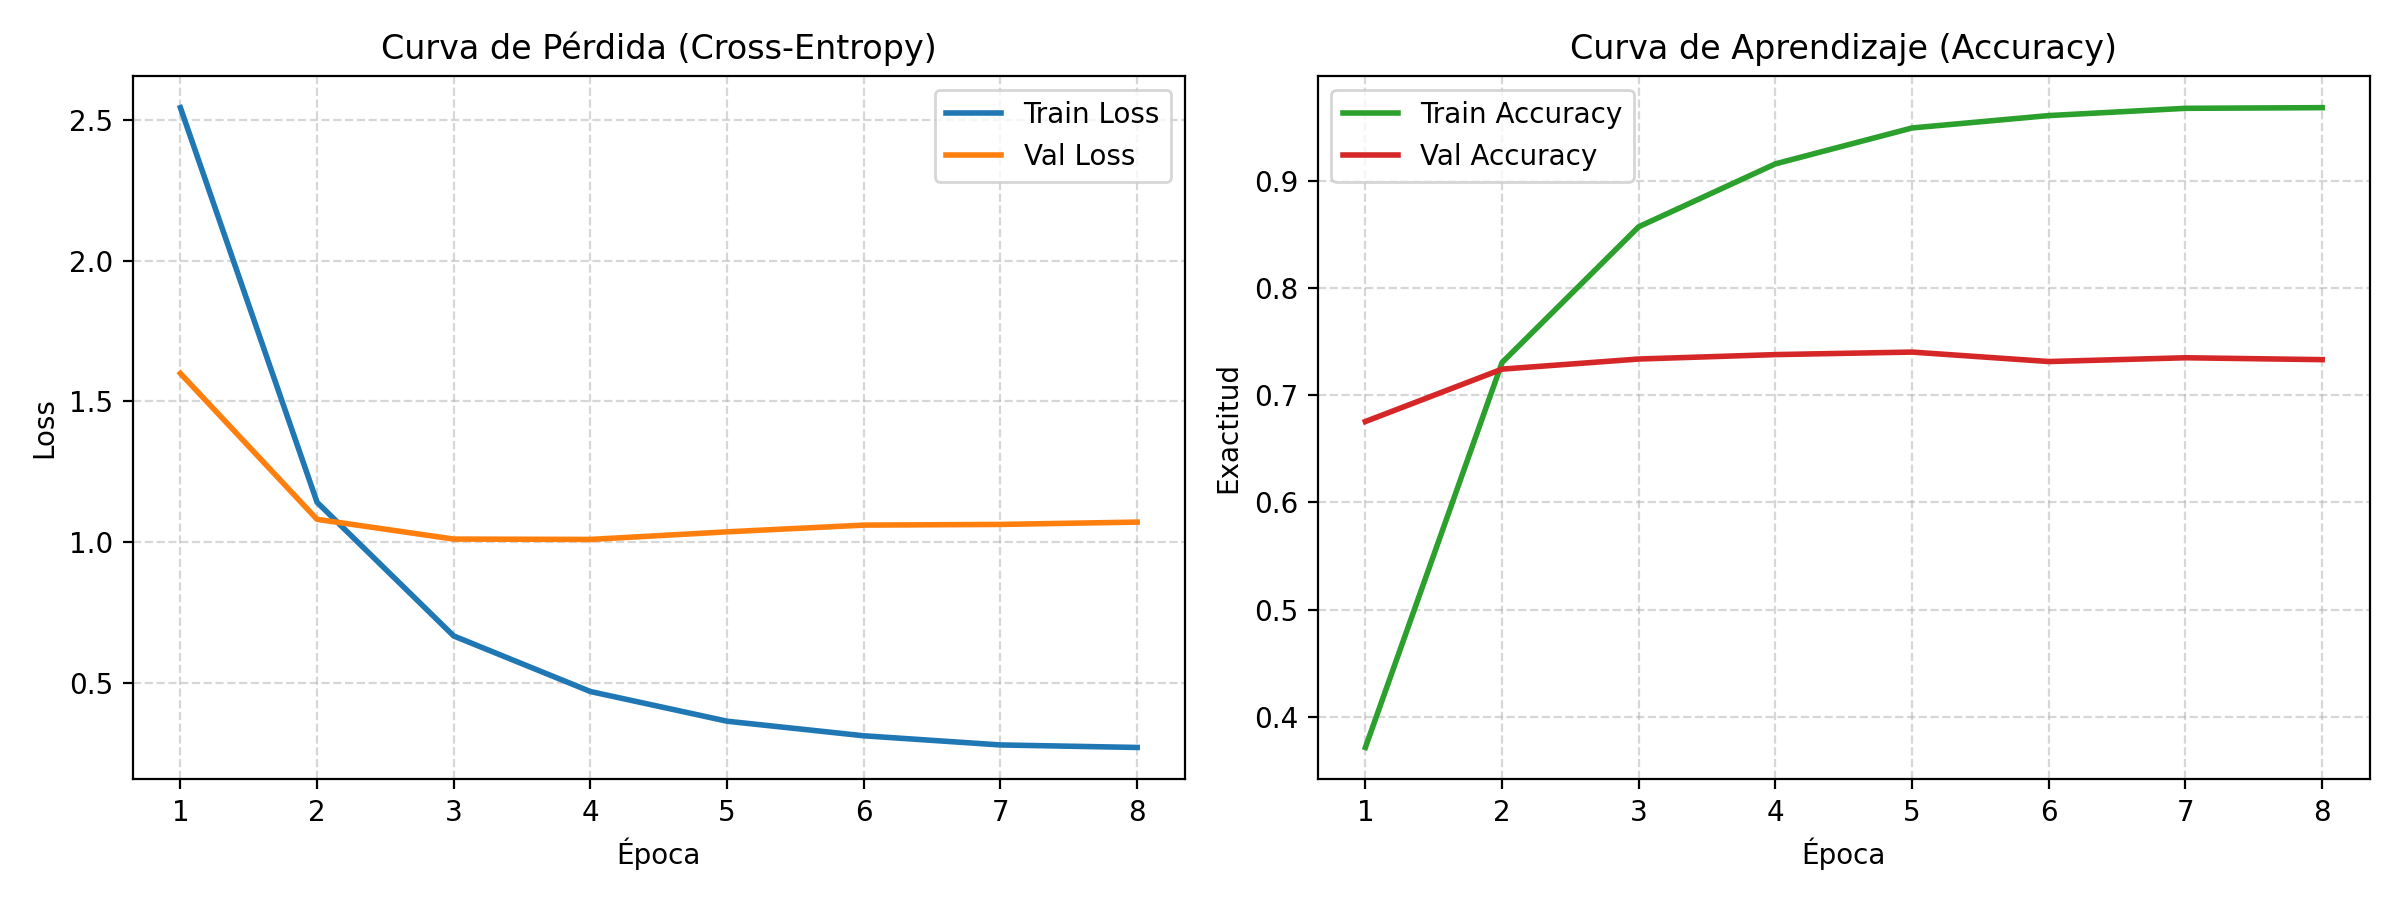 Curva de Pérdida (Cross-Entropy)
Train Loss
Val Loss
2.5
2.0
1.5
1.0
0.5
Loss
1 2 3 4 5 6 7 8
Época
Curva de Aprendizaje (Accuracy)
Train Accuracy
Val Accuracy
0.9
0.8
0.7
0.6
0.5
0.4
Exactitud
1 2 3 4 5 6 7 8
Época